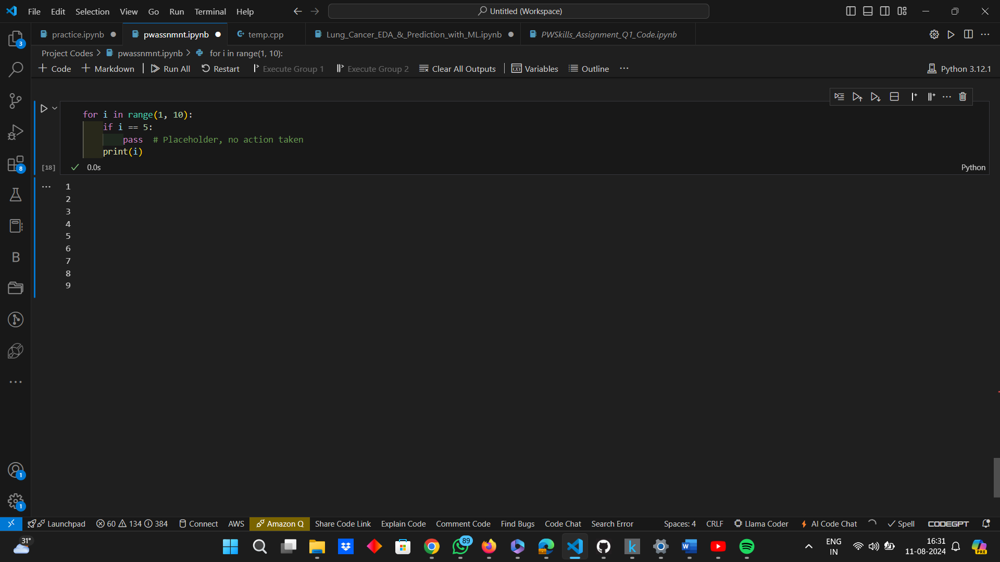 File Edit Selection View Go Run Terminal Help
Untitled (Workspace)
3
practice.ipynb
pwassnmnt.ipynb
temp.cpp
Lung_Cancer_EDA_&_Prediction_with_ML.ipynb
PWSkills_Assignment_Q1_Code.ipynb
Project Codes > pwassnmnt.ipynb > for i in range(1, 10):
+ Code + Markdown | Run All Restart Execute Group 1 Execute Group 2 Clear All Outputs | Variables Outline ...
Python 3.12.1
for i in range(1, 10):
if i == 5:
pass # Placeholder, no action taken
print(i)
[18]
0.0s
Python
8
1
2
3
4
5
6
7
8
9
B
1
1
Launchpad 60 134 384 Connect AWS Amazon Q Share Code Link Explain Code Comment Code Find Bugs Code Chat Search Error
Spaces: 4 CRLF Llama Coder AI Code Chat Spell CODEGPT
31°
89
k
W
ENG
IN
16:31
11-08-2024
PRE